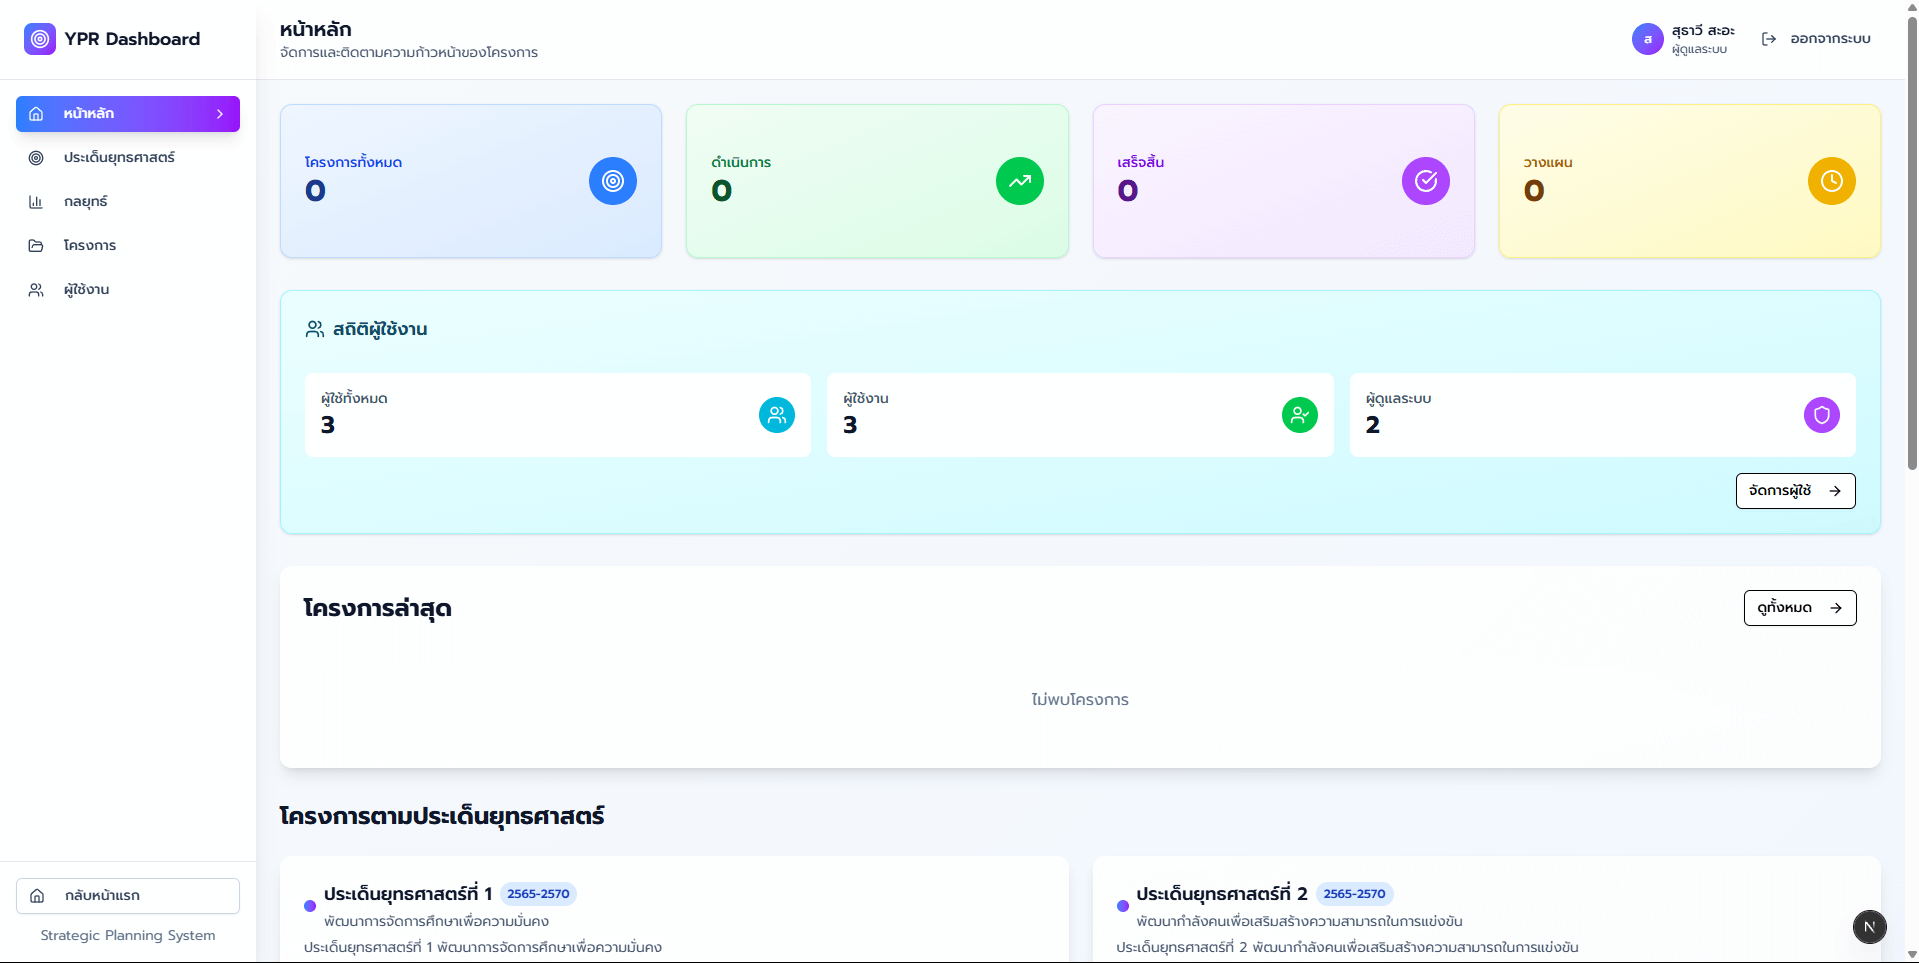 YPR Dashboard
หน้าหลัก
ประเด็นยุทธศาสตร์
กลยุทธ์
โครงการ
ผู้ใช้งาน
กลับหน้าแรก
Strategic Planning System
หน้าหลัก
จัดการและติดตามความก้าวหน้าของโครงการ
ส
สุธาวี สะอะ
ผู้ดูแลระบบ
ออกจากระบบ
โครงการทั้งหมด
0
ดำเนินการ
0
เสร็จสิ้น
0
วางแผน
0
สถิติผู้ใช้งาน
ผู้ใช้ทั้งหมด
3
ผู้ใช้งาน
3
ผู้ดูแลระบบ
2
จัดการผู้ใช้
โครงการล่าสุด
ดูทั้งหมด
ไม่พบโครงการ
โครงการตามประเด็นยุทธศาสตร์
ประเด็นยุทธศาสตร์ที่ 1 2565-2570
พัฒนาการจัดการศึกษาเพื่อความมั่นคง
ประเด็นยุทธศาสตร์ที่ 1 พัฒนาการจัดการศึกษาเพื่อความมั่นคง
ประเด็นยุทธศาสตร์ที่ 2 2565-2570
พัฒนากำลังคนเพื่อเสริมสร้างความสามารถในการแข่งขัน
ประเด็นยุทธศาสตร์ที่ 2 พัฒนากำลังคนเพื่อเสริมสร้างความสามารถในการแข่งขัน
N